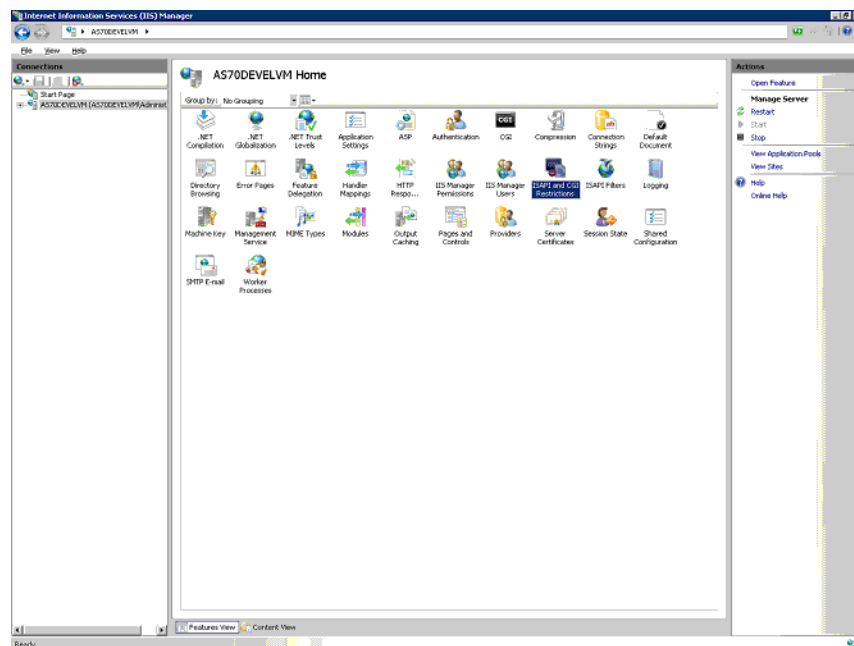 Internet Information Services (IIS) Manager
AS70DEVELVM
File View Help
Connections
Start Page
AS70DEVELVM (AS70DEVELVM\Administ
AS70DEVELVM Home
Group by: No Grouping
.NET Compilation
.NET Globalization
.NET Trust Levels
Application Settings
ASP
Authentication
CGI
CGI
Compression
Connection Strings
ab
Default Document
Directory Browsing
Error Pages
Feature Delegation
Handler Mappings
HTTP Respo...
IIS Manager Permissions
IIS Manager Users
ISAPI and CGI Restrictions
ISAPI Filters
Logging
Machine Key
Management Service
MIME Types
Modules
Output Caching
Pages and Controls
Providers
Server Certificates
Session State
Shared Configuration
SMTP E-mail
Worker Processes
Features View Content View
Actions
Open Feature
Manage Server
Restart
Start
Stop
View Application Pools
View Sites
Help
Online Help
Ready